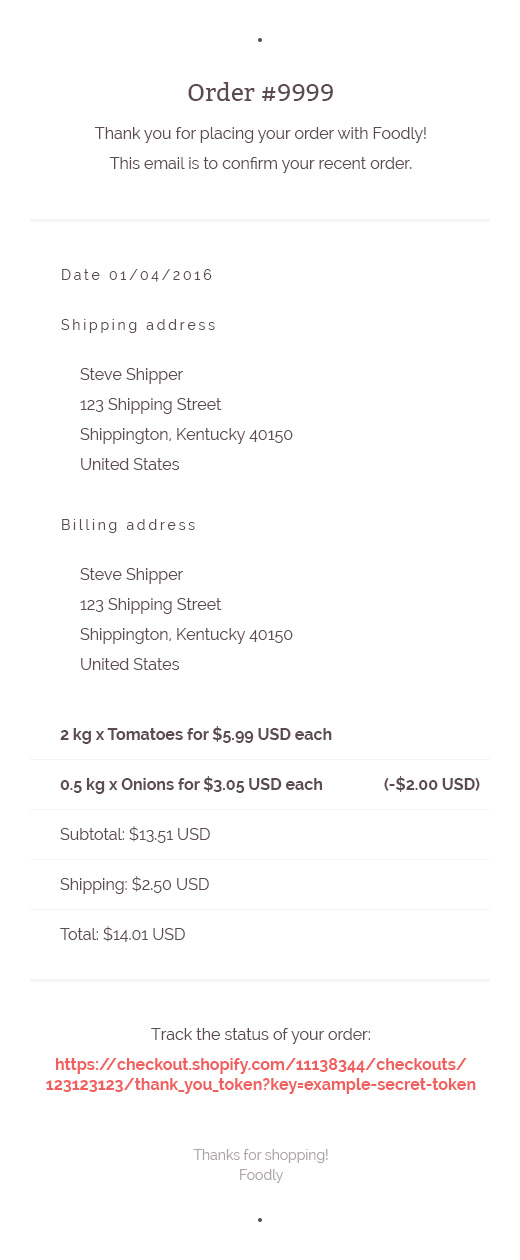 Order #9999
Thank you for placing your order with Foodly!
This email is to confirm your recent order.
Date 01/04/2016
Shipping address
Steve Shipper
123 Shipping Street
Shippington, Kentucky 40150
United States
Billing address
Steve Shipper
123 Shipping Street
Shippington, Kentucky 40150
United States
2 kg x Tomatoes for $5.99 USD each
0.5 kg x Onions for $3.05 USD each (-$2.00 USD)
Subtotal: $13.51 USD
Shipping: $2.50 USD
Total: $14.01 USD
Track the status of your order:
https://checkout.shopify.com/11138344/checkouts/
123123123/thank_you_token?key=example-secret-token
Thanks for shopping!
Foodly